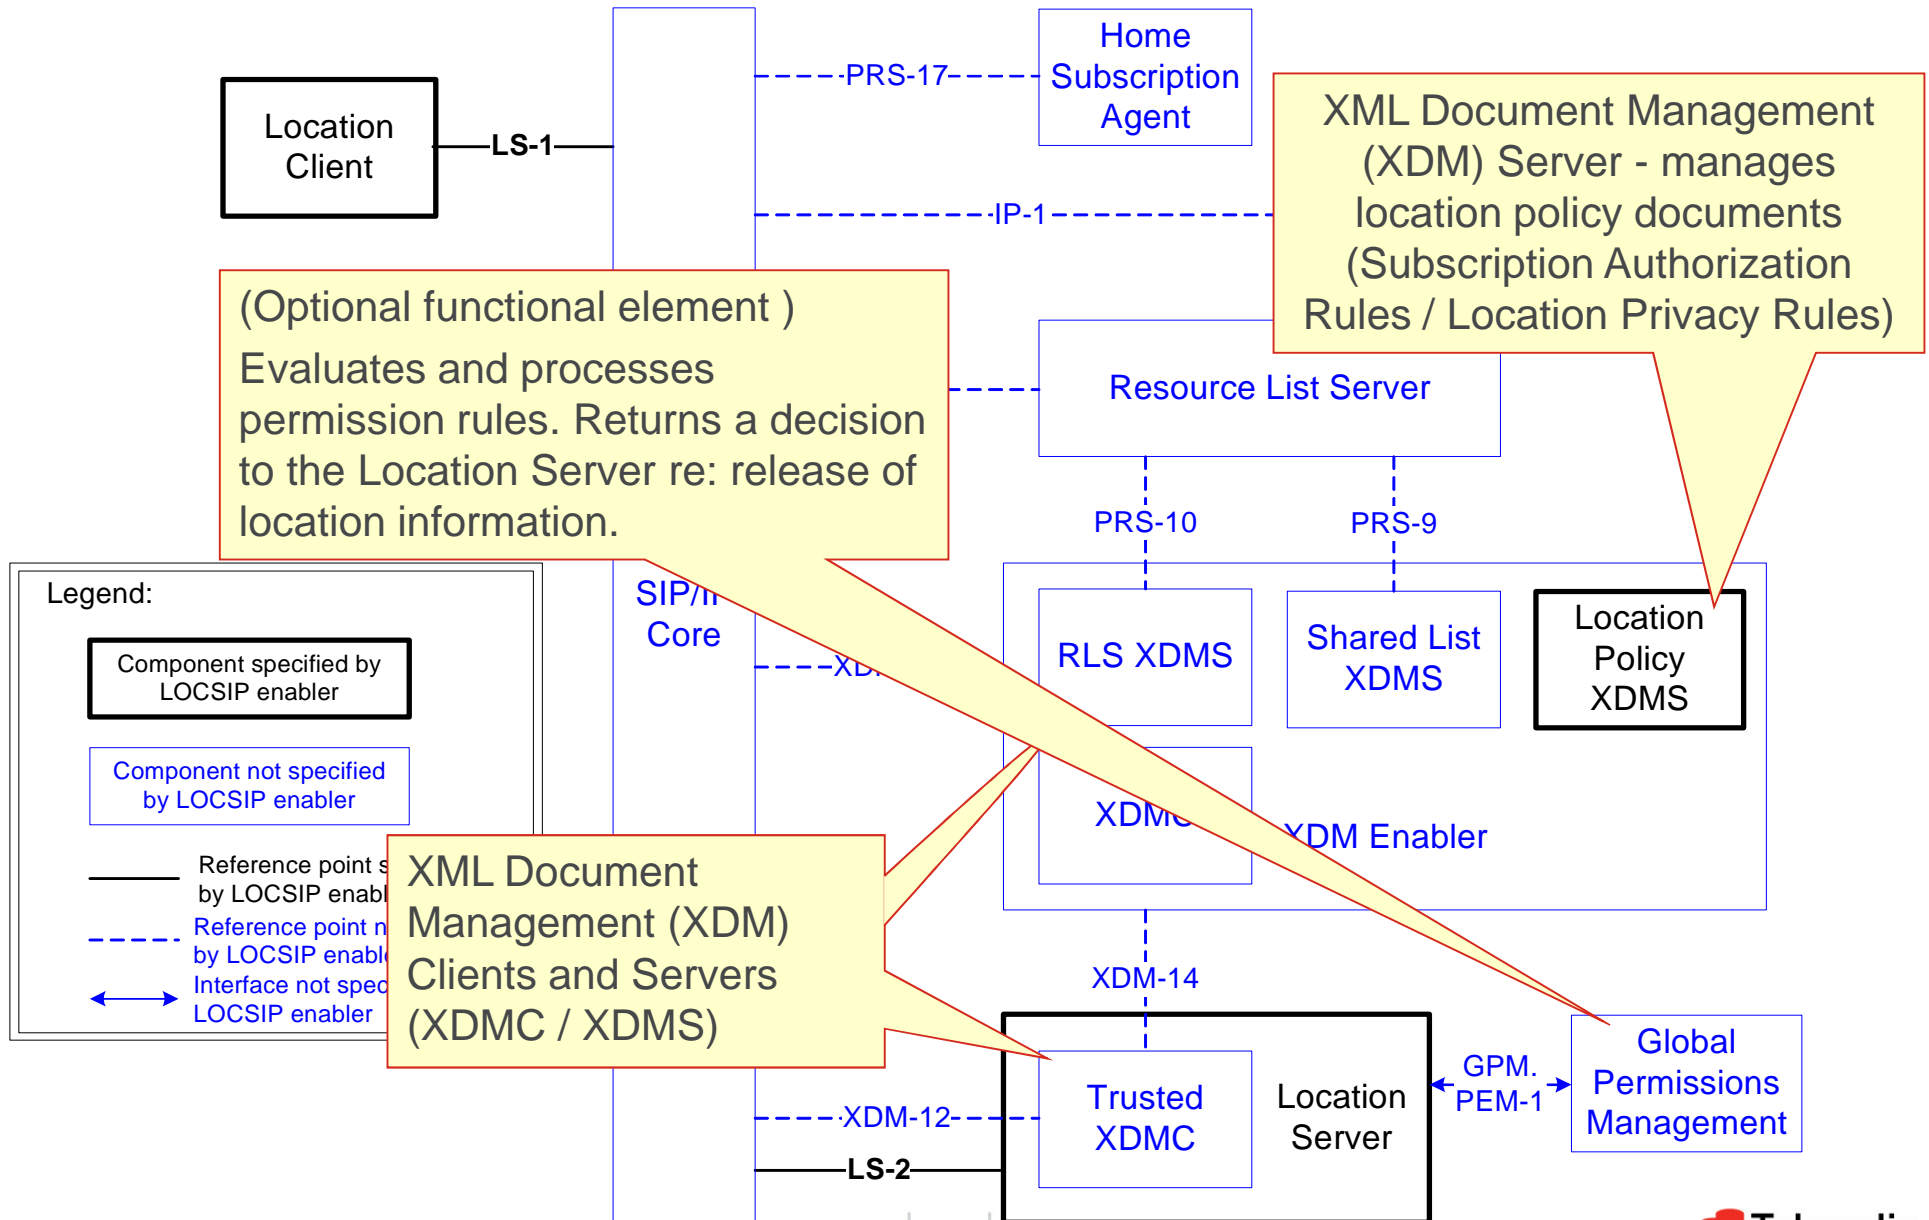 Home
Subscription
Agent
PRS-17
Location
Client
LS-1
XML Document Management
(XDM) Server - manages
location policy documents
(Subscription Authorization
Rules / Location Privacy Rules)
IP-1
(Optional functional element )
Evaluates and processes
permission rules. Returns a decision
to the Location Server re: release of
location information.
Resource List Server
PRS-10
PRS-9
Legend:
Component specified by
LOCSIP enabler
Component not specified
by LOCSIP enabler
Reference point
by LOCSIP
Reference point
by LOCSIP
Interface not
LOCSIP enabler
Core
RLS XDMS
Shared List
XDMS
Location
Policy
XDMS
XDM Enabler
XML Document
Management (XDM)
Clients and Servers
(XDMC / XDMS)
XDM-14
Trusted
XDMC
Location
Server
GPM.
PEM-1
Global
Permissions
Management
XDM-12
LS-2